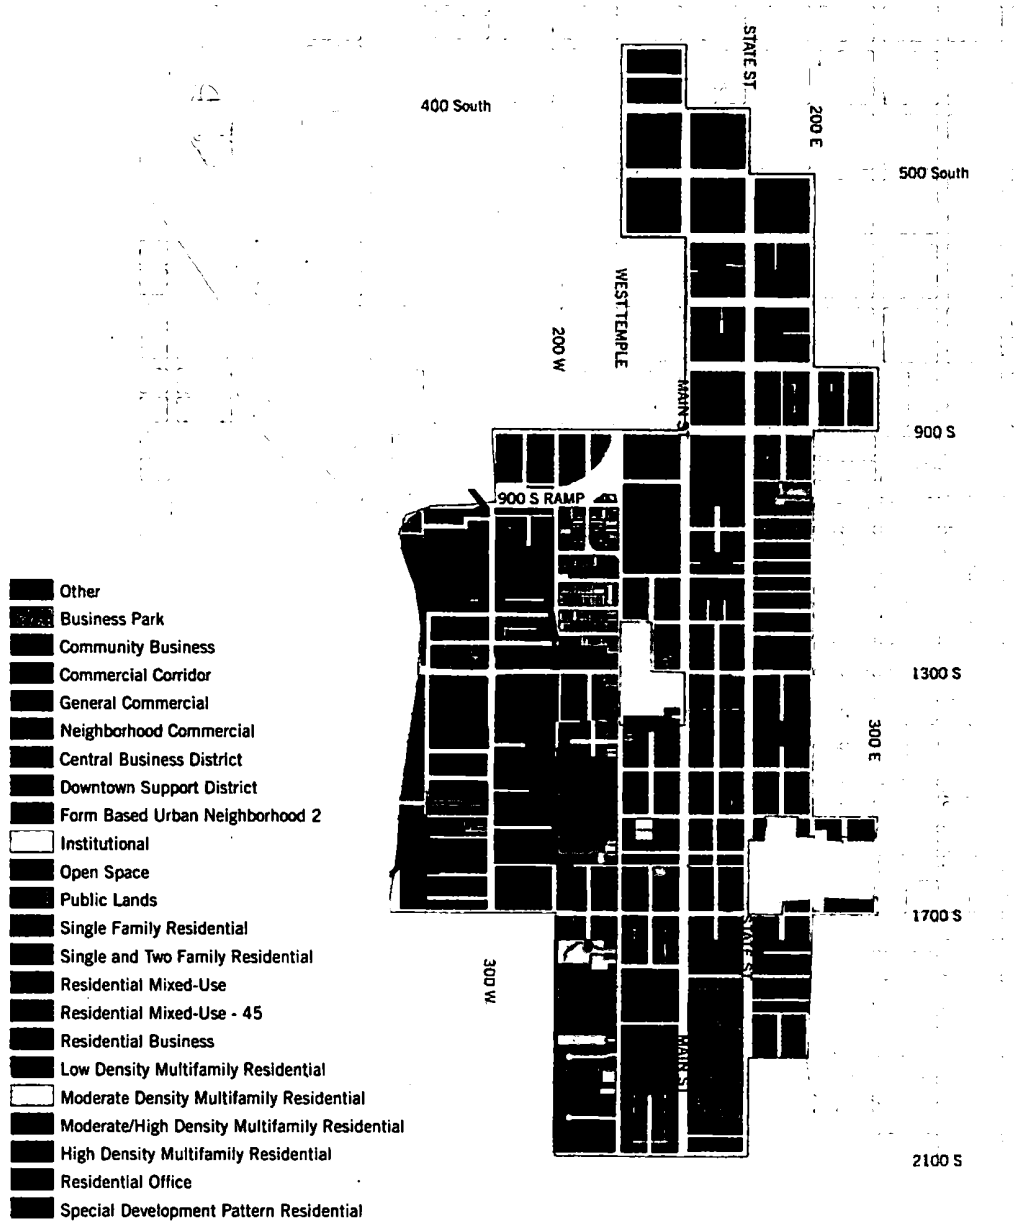 STATE ST
400 South
200 E
500 South
WEST TEMPLE
200 W
MAIN ST
900 S
900 S RAMP
Other
Business Park
Community Business
Commercial Corridor
General Commercial
Neighborhood Commercial
Central Business District
Downtown Support District
Form Based Urban Neighborhood 2
Institutional
Open Space
Public Lands
Single Family Residential
Single and Two Family Residential
Residential Mixed-Use
Residential Mixed-Use - 45
Residential Business
Low Density Multifamily Residential
Moderate Density Multifamily Residential
Moderate/High Density Multifamily Residential
High Density Multifamily Residential
Residential Office
Special Development Pattern Residential
1300 S
300 E
1700 S
STATE ST
300 W
MAIN ST
2100 S